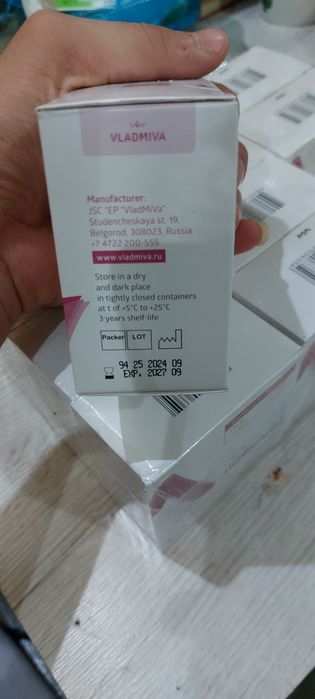 VLADMIVA
Manufacturer:
JSC "EP "VladMiVa"
Studencheskaya st. 19,
Belgorod, 308023, Russia
+7 4722 200-555
www.vladmiva.ru
Store in a dry
and dark place
in tightly closed containers
at t of +5°C to +25°C
3 years shelf-life
Packer LOT
94 25 2024 09
EXP. 2027 09